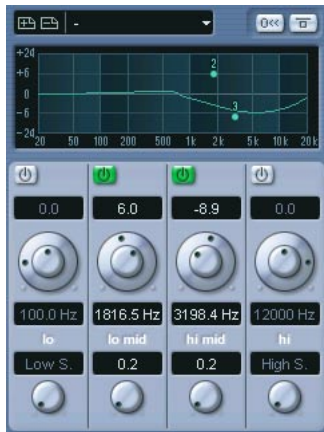 -
0<<
+24
+6
0
-6
-24
2
3
20 50 100 200 500 1k 2k 5k 10k 20k
0.0 6.0 -8.9 0.0
100.0 Hz 1816.5 Hz 3198.4 Hz 12000 Hz
lo lo mid hi mid hi
Low S. 0.2 0.2 High S.